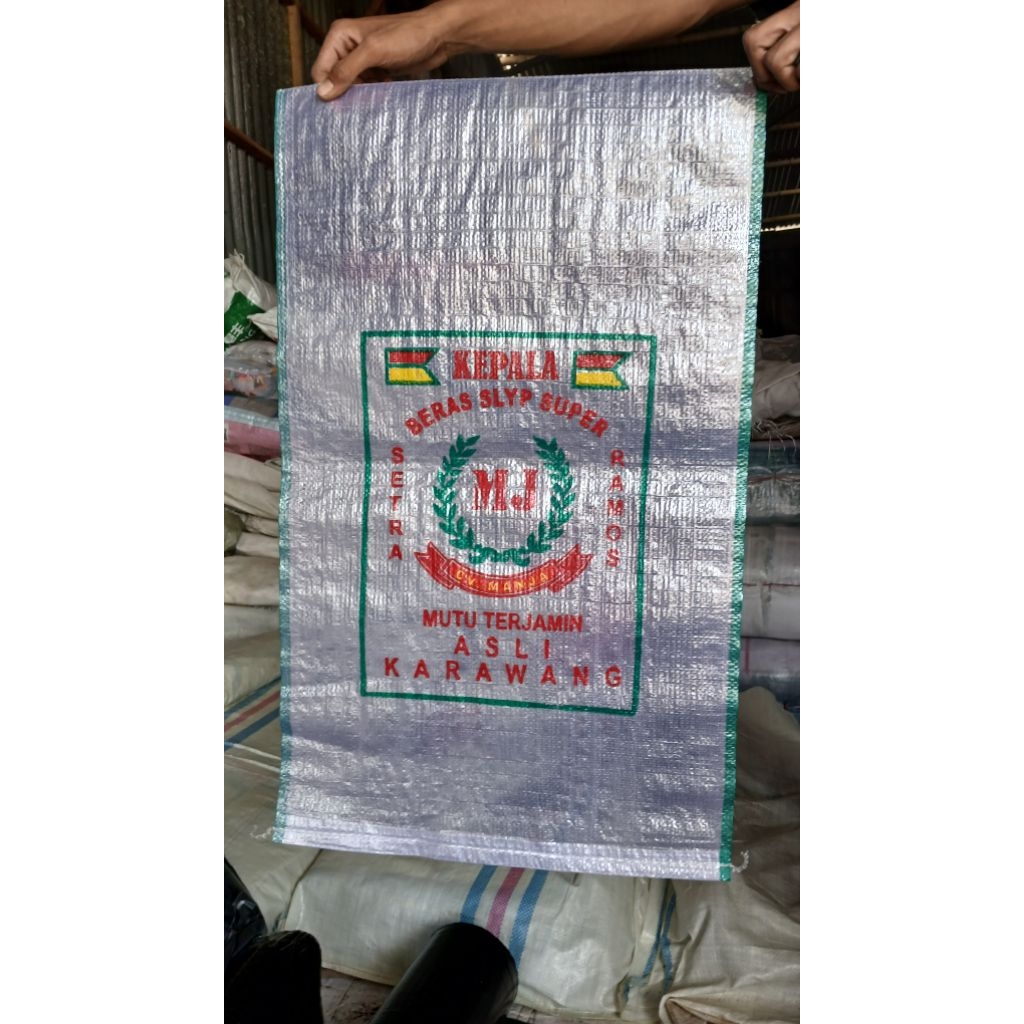 KEPALA
BERAS SLYP SUPER
SETRA
RAMOS
MJ
CV. MANJA
MUTU TERJAMIN
ASLI
KARAWANG